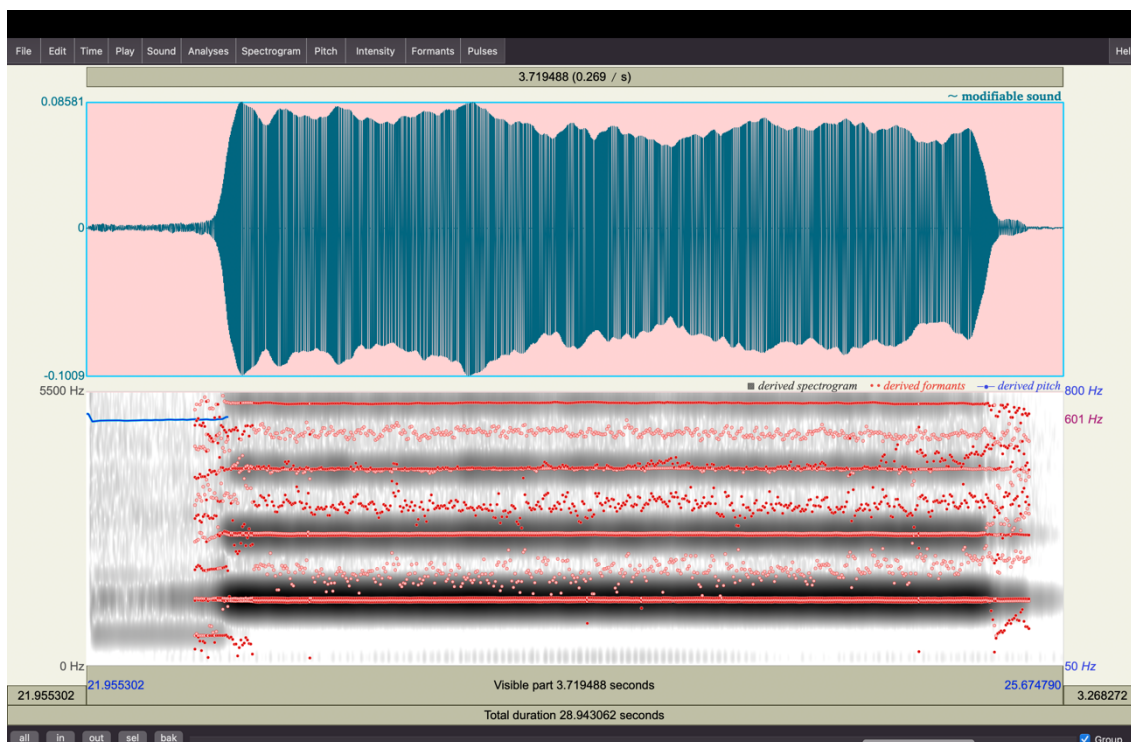 File Edit Time Play Sound Analyses Spectrogram Pitch Intensity Formants Pulses
3.719488 (0.269 / s)
0.08581
~ modifiable sound
0
-0.1009
5500 Hz
derived spectrogram derived formants derived pitch
800 Hz
601 Hz
0 Hz
50 Hz
21.955302
Visible part 3.719488 seconds
25.674790
21.955302
3.268272
Total duration 28.943062 seconds
all in out sel bak
Group